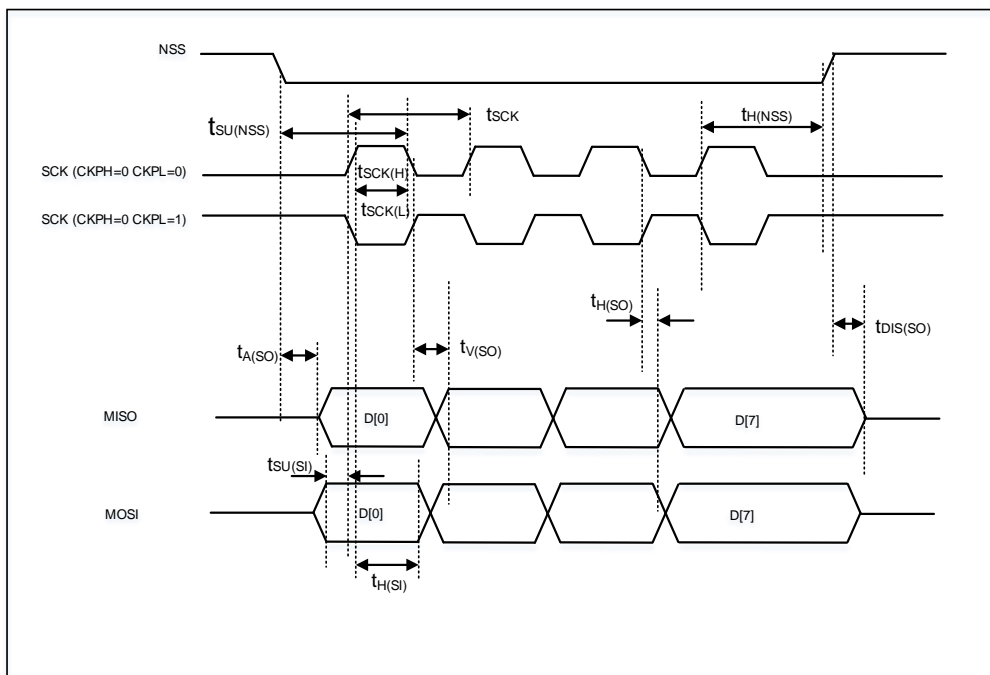 NSS
tSCK
tH(NSS)
tSU(NSS)
tSCK(H)
SCK (CKPH=0 CKPL=0)
tSCK(L)
SCK (CKPH=0 CKPL=1)
tH(SO)
tDIS(SO)
tV(SO)
tA(SO)
MISO
D[0]
D[7]
tSU(SI)
MOSI
D[0]
D[7]
tH(SI)